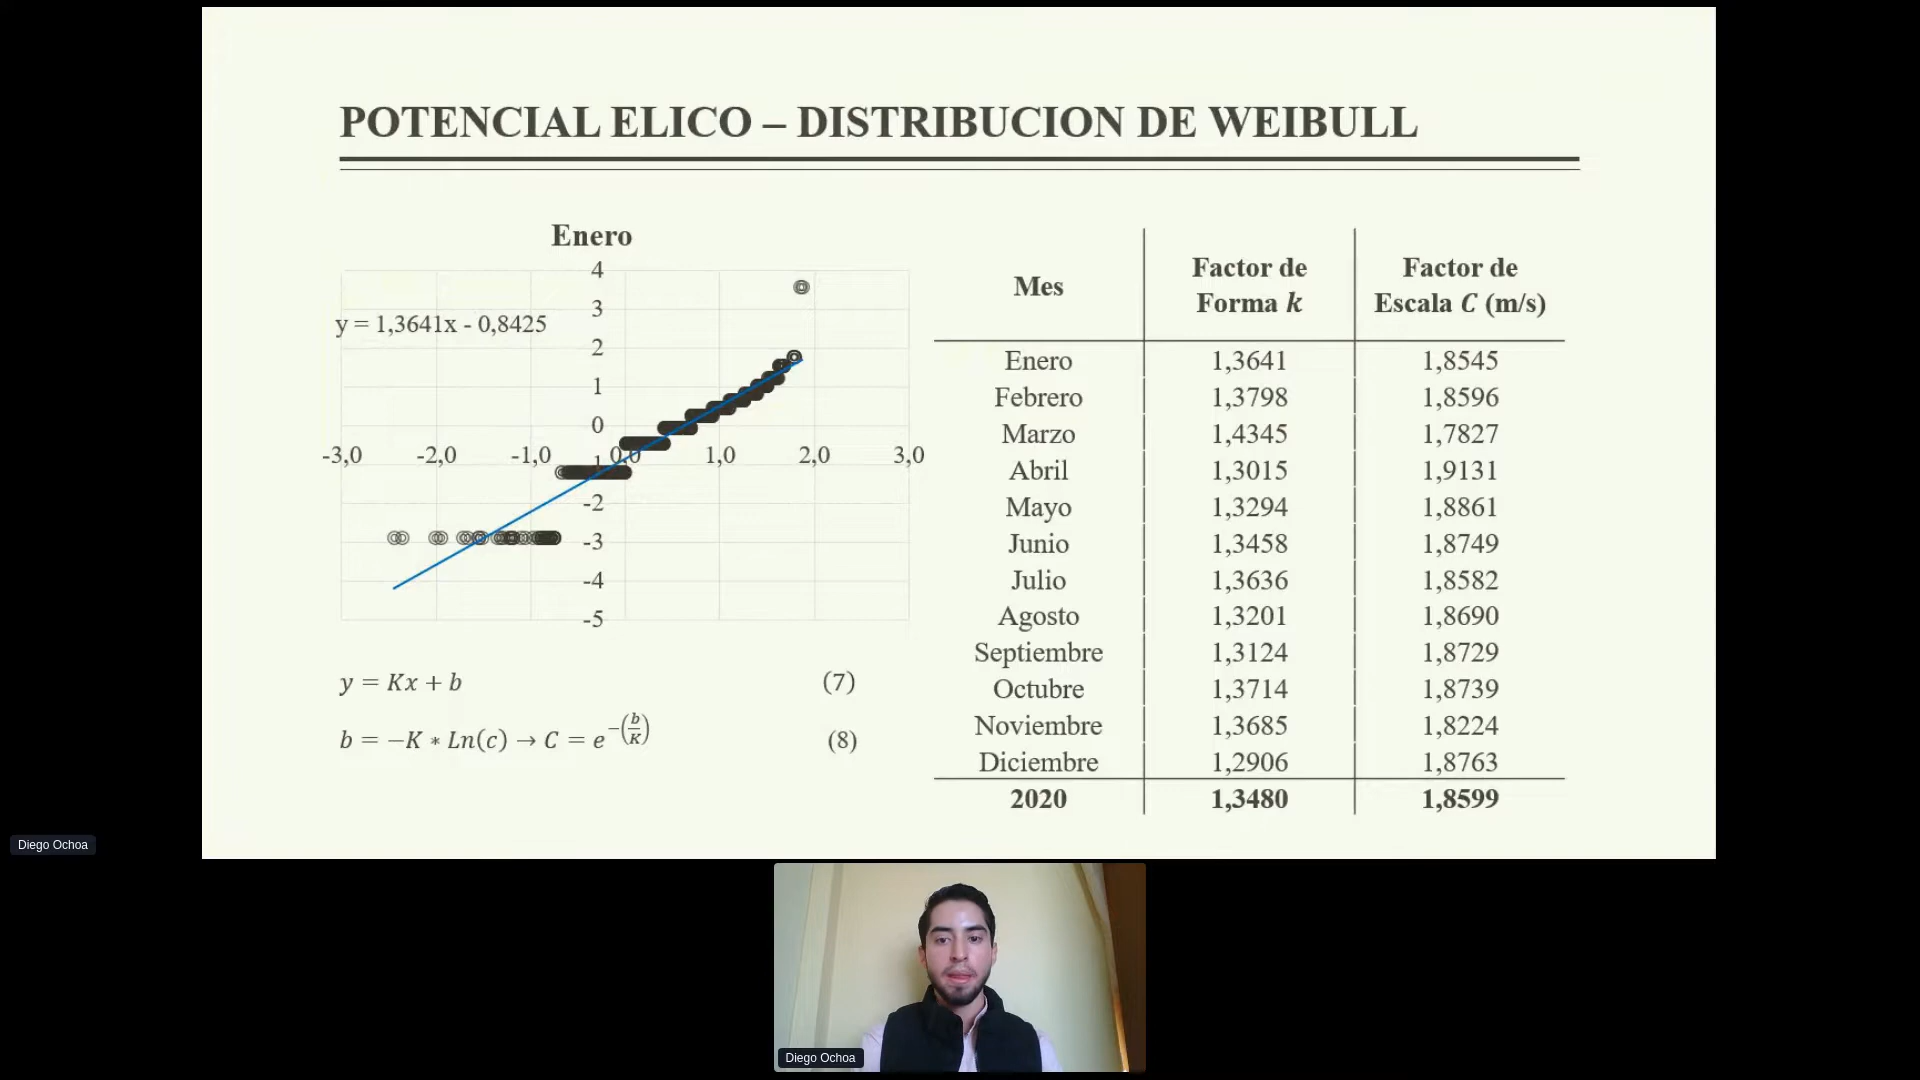 POTENCIAL ELICO – DISTRIBUCION DE WEIBULL
Enero
4
3
y = 1,3641x - 0,8425
2
1
0
-3,0 -2,0 -1,0 0,0 1,0 2,0 3,0
-1
-2
-3
-4
-5
y = Kx + b (7)
b = −K ∗ Ln(c) → C = e^−(b/K) (8)
Mes Factor de Forma k Factor de Escala C (m/s)
Enero 1,3641 1,8545
Febrero 1,3798 1,8596
Marzo 1,4345 1,7827
Abril 1,3015 1,9131
Mayo 1,3294 1,8861
Junio 1,3458 1,8749
Julio 1,3636 1,8582
Agosto 1,3201 1,8690
Septiembre 1,3124 1,8729
Octubre 1,3714 1,8739
Noviembre 1,3685 1,8224
Diciembre 1,2906 1,8763
2020 1,3480 1,8599
Diego Ochoa
Diego Ochoa